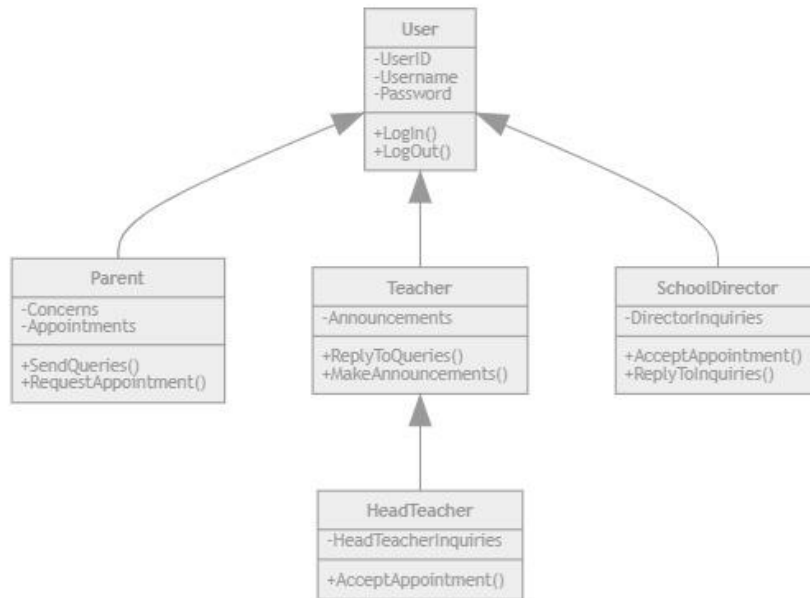 User
-UserID
-Username
-Password
+LogIn()
+LogOut()
Parent
-Concerns
-Appointments
+SendQueries()
+RequestAppointment()
Teacher
-Announcements
+ReplyToQueries()
+MakeAnnouncements()
SchoolDirector
-DirectorInquiries
+AcceptAppointment()
+ReplyToInquiries()
HeadTeacher
-HeadTeacherInquiries
+AcceptAppointment()